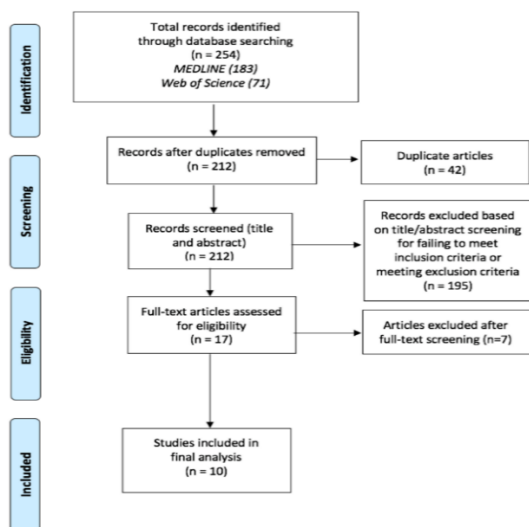 Identification
Total records identified
through database searching
(n = 254)
MEDLINE (183)
Web of Science (71)
Screening
Records after duplicates removed
(n = 212)
Duplicate articles
(n = 42)
Records screened (title
and abstract)
(n = 212)
Records excluded based
on title/abstract screening
for failing to meet
inclusion criteria or
meeting exclusion criteria
(n = 195)
Eligibility
Full-text articles assessed
for eligibility
(n = 17)
Articles excluded after
full-text screening (n=7)
Included
Studies included in
final analysis
(n = 10)